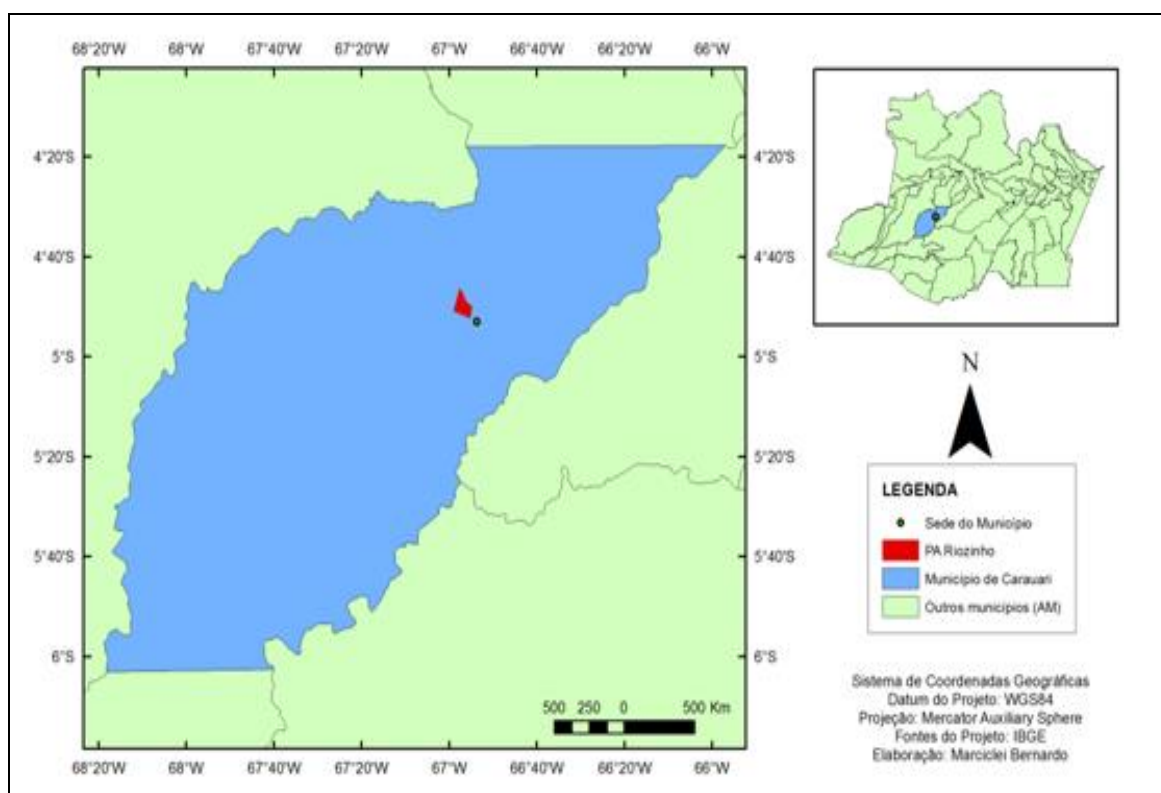 68°20'W 68°W 67°40'W 67°20'W 67°W 66°40'W 66°20'W 66°W
4°20'S 4°20'S
4°40'S 4°40'S
5°S 5°S
5°20'S 5°20'S
5°40'S 5°40'S
6°S 6°S
500 250 0 500 Km
68°20'W 68°W 67°40'W 67°20'W 67°W 66°40'W 66°20'W 66°W
N
LEGENDA
Sede do Município
PA Riozinho
Município de Carauari
Outros municípios (AM)
Sistema de Coordenadas Geográficas
Datum do Projeto: WGS84
Projeção: Mercator Auxiliary Sphere
Fontes do Projeto: IBGE
Elaboração: Marciclei Bernardo